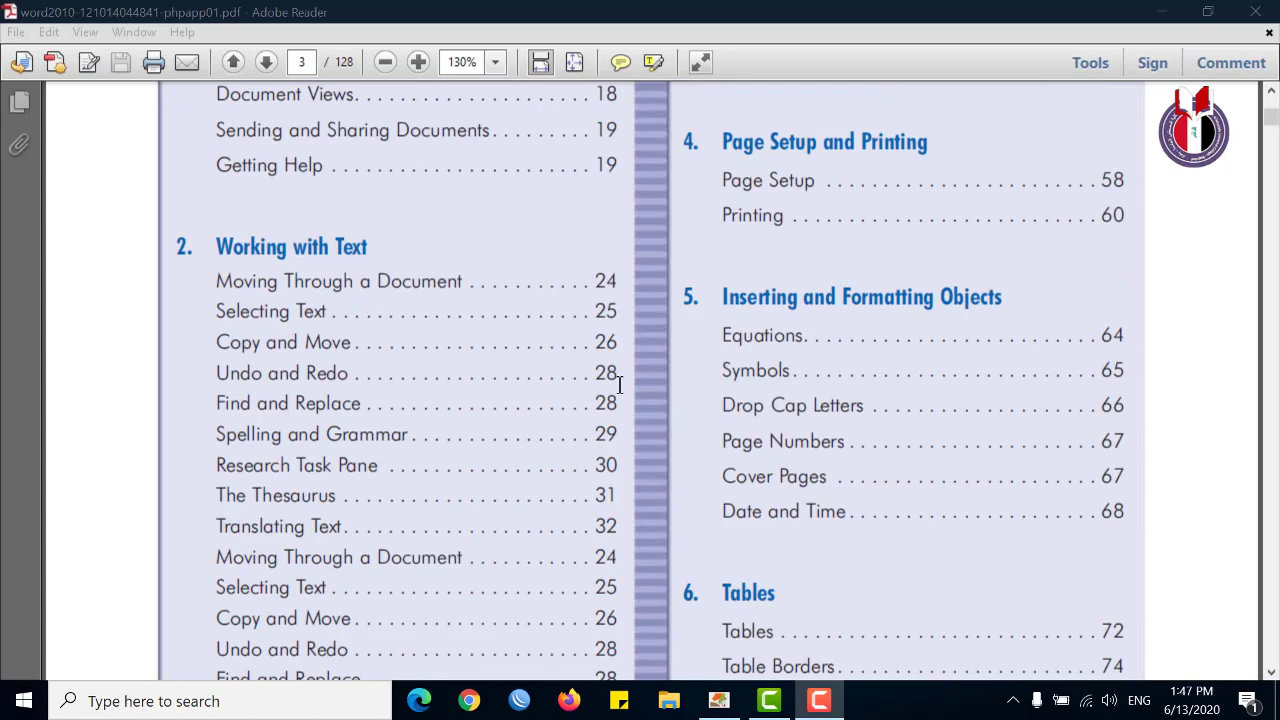 word2010-121014044841-phpapp01.pdf - Adobe Reader
File Edit View Window Help
3 / 128 130% Tools Sign Comment
Document Views. . . . . . . . . . . . . . . . . . . . . . . 18
Sending and Sharing Documents. . . . . . . . . 19
Getting Help . . . . . . . . . . . . . . . . . . . . . . . . . 19
2. Working with Text
Moving Through a Document . . . . . . . . . . . 24
Selecting Text . . . . . . . . . . . . . . . . . . . . . . . . 25
Copy and Move . . . . . . . . . . . . . . . . . . . . . . 26
Undo and Redo . . . . . . . . . . . . . . . . . . . . . . 28
Find and Replace . . . . . . . . . . . . . . . . . . . . . 28
Spelling and Grammar . . . . . . . . . . . . . . . . . 29
Research Task Pane . . . . . . . . . . . . . . . . . . . 30
The Thesaurus . . . . . . . . . . . . . . . . . . . . . . . 31
Translating Text . . . . . . . . . . . . . . . . . . . . . . . 32
Moving Through a Document . . . . . . . . . . . 24
Selecting Text . . . . . . . . . . . . . . . . . . . . . . . . 25
Copy and Move . . . . . . . . . . . . . . . . . . . . . . 26
Undo and Redo . . . . . . . . . . . . . . . . . . . . . . 28
Find and Replace . . . . . . . . . . . . . . . . . . . . . 28
4. Page Setup and Printing
Page Setup . . . . . . . . . . . . . . . . . . . . . . . . . 58
Printing . . . . . . . . . . . . . . . . . . . . . . . . . . . . 60
5. Inserting and Formatting Objects
Equations. . . . . . . . . . . . . . . . . . . . . . . . . . . 64
Symbols . . . . . . . . . . . . . . . . . . . . . . . . . . . . 65
Drop Cap Letters . . . . . . . . . . . . . . . . . . . . . 66
Page Numbers . . . . . . . . . . . . . . . . . . . . . . . 67
Cover Pages . . . . . . . . . . . . . . . . . . . . . . . . 67
Date and Time . . . . . . . . . . . . . . . . . . . . . . . 68
6. Tables
Tables . . . . . . . . . . . . . . . . . . . . . . . . . . . . . 72
Table Borders . . . . . . . . . . . . . . . . . . . . . . . . 74
Type here to search
ENG
1:47 PM
6/13/2020
1